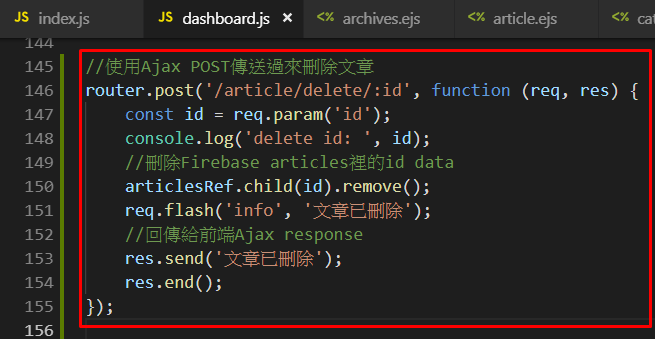 JS index.js JS dashboard.js × <%> archives.ejs <%> article.ejs <%> cat
144
145 //使用Ajax POST傳送過來刪除文章
146 router.post('/article/delete/:id', function (req, res) {
147 const id = req.param('id');
148 console.log('delete id: ', id);
149 //刪除Firebase articles裡的id data
150 articlesRef.child(id).remove();
151 req.flash('info', '文章已刪除');
152 //回傳給前端Ajax response
153 res.send('文章已刪除');
154 res.end();
155 });
156